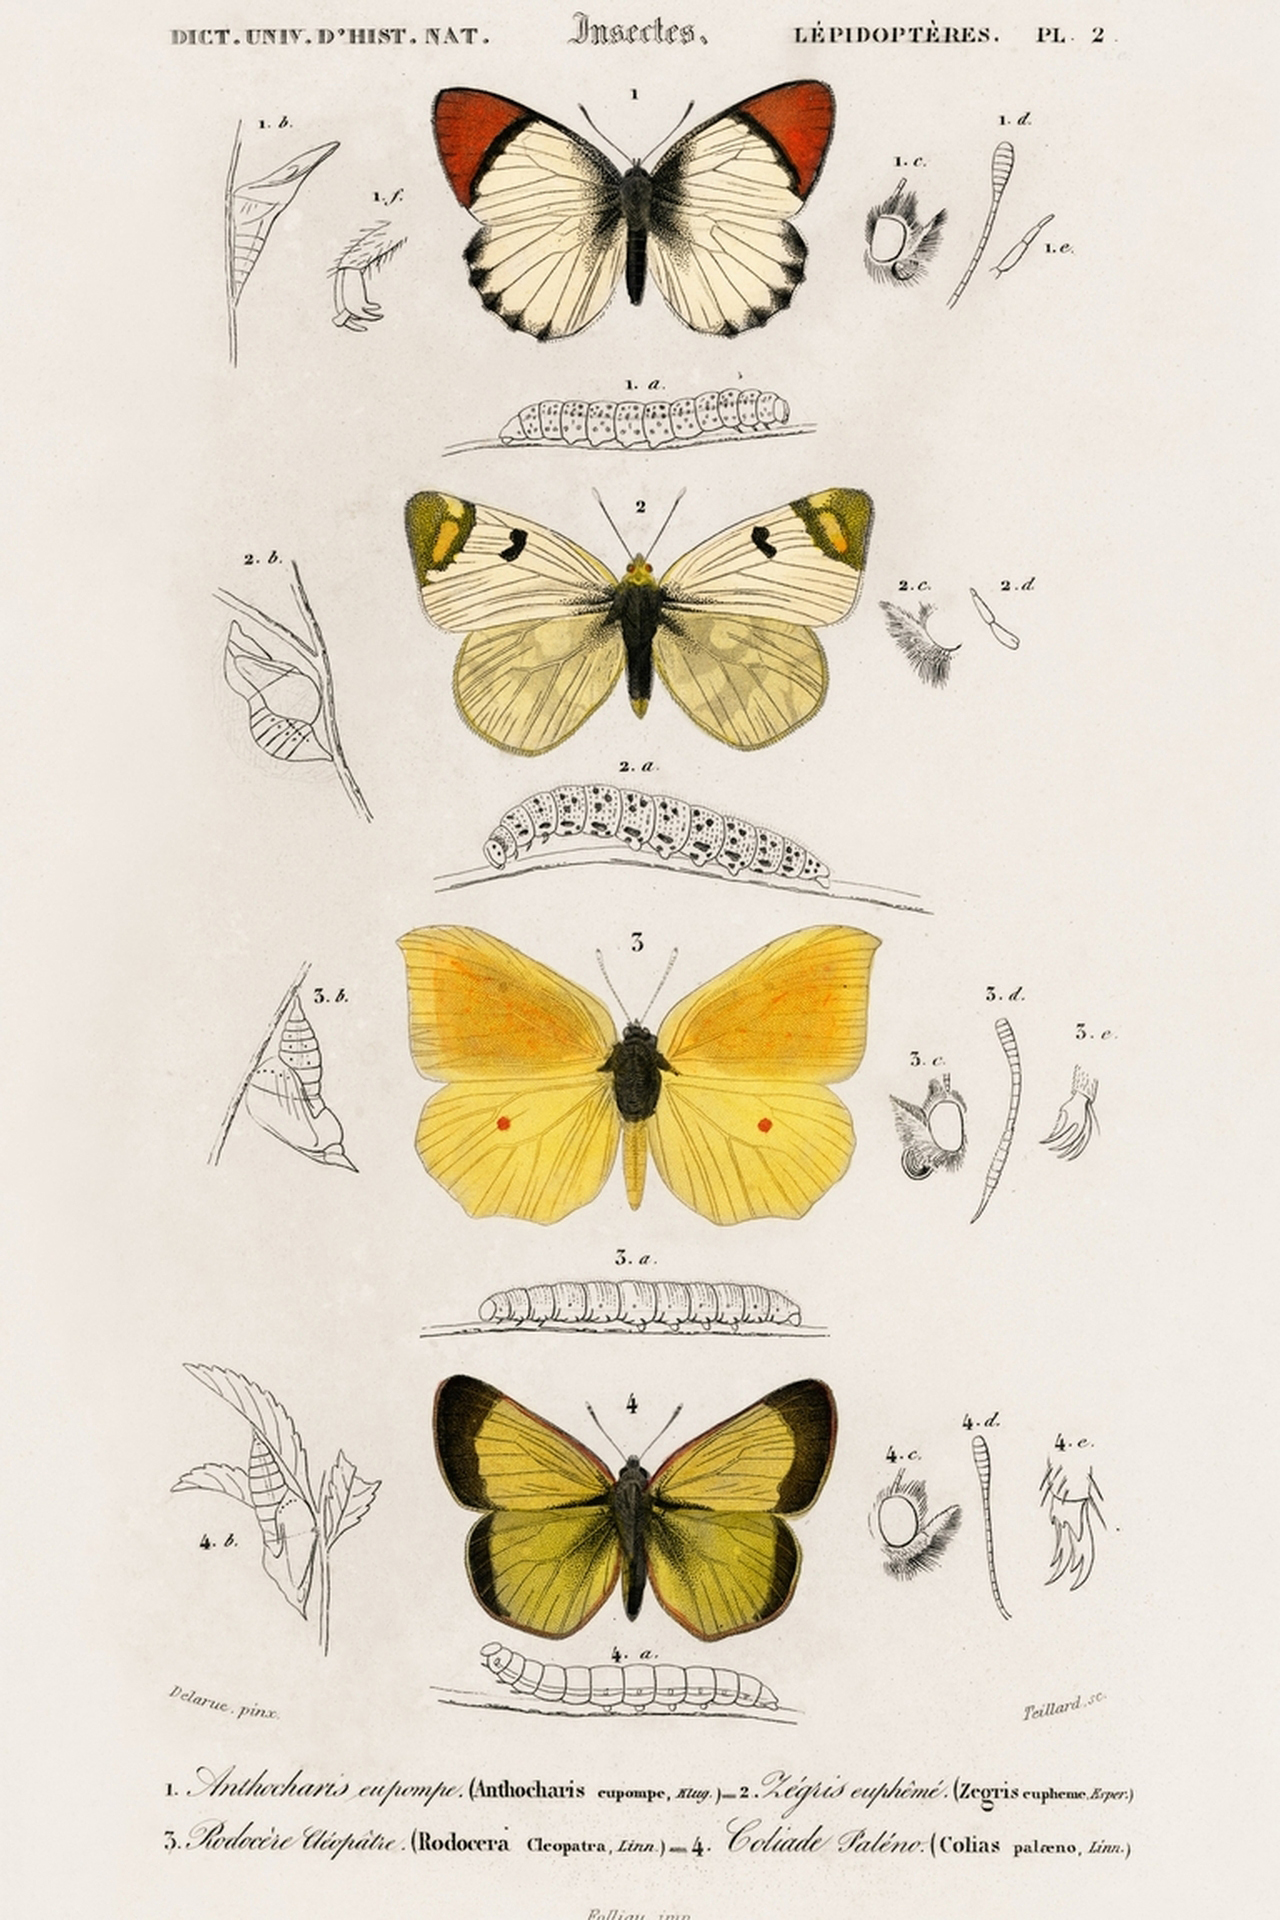 DICT. UNIV. D'HIST. NAT. Insectes. LÉPIDOPTÈRES. PL. 2.
1
1. b.
1. d.
1. c.
1. f.
1. e.
1. a.
2
2. b.
2. c.
2. d
2. a.
3
3. b.
3. d.
3. e.
3. c.
3. a.
4
4. d.
4. e.
4. c.
4. b.
4. a.
Delarue, pinx.
Teillard, sc.
1. Anthocharis eupompe. (Anthocharis eupompe, Klug.)—2. Zégris euphémé. (Zegris eupheme, Esper.)
3. Rodocère Cléopâtre. (Rodocera Cleopatra, Linn.)—4. Coliade Paléno. (Colias palæno, Linn.)
imp.